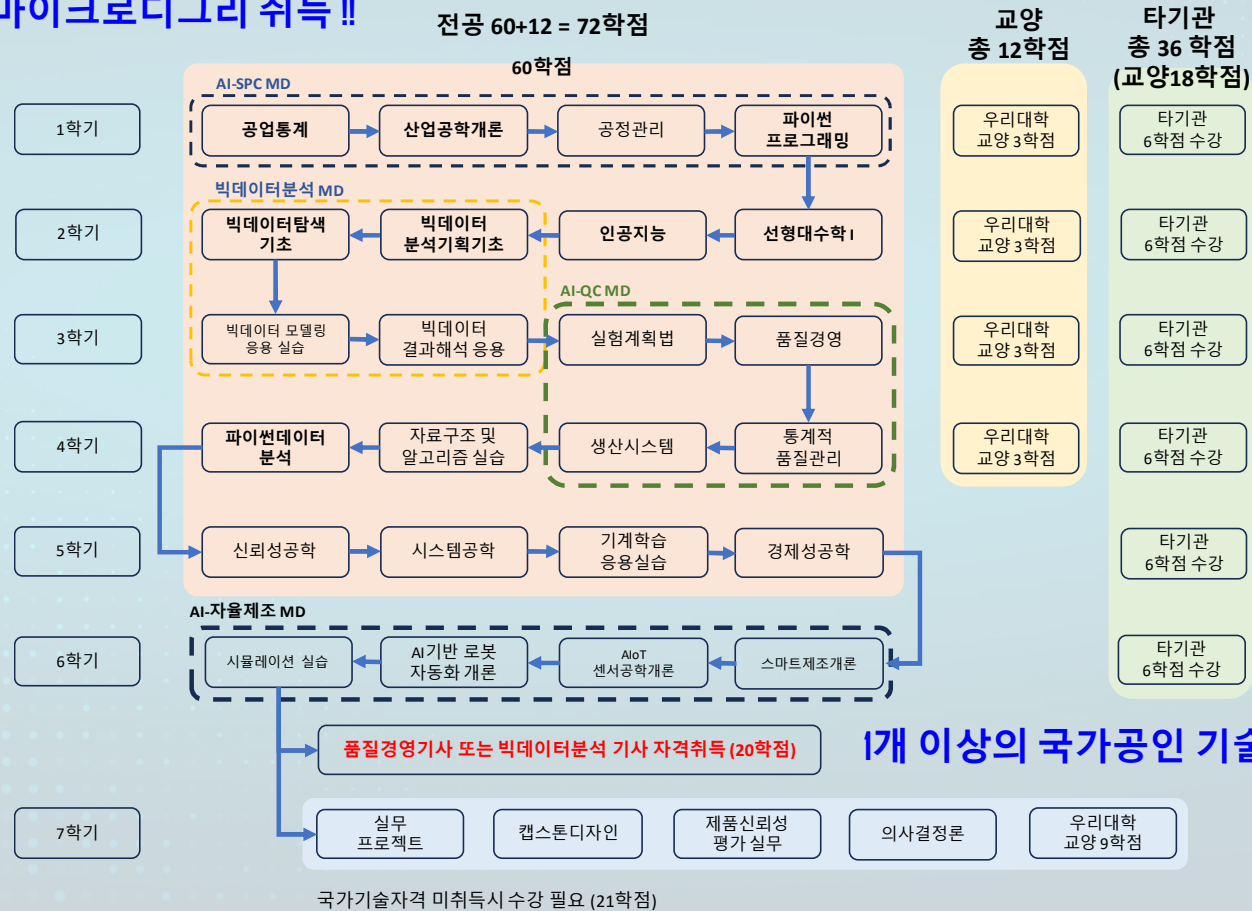 마이크로디그리 취득 !!
전공 60+12 = 72학점
교양
총 12학점
타기관
총 36 학점
(교양18학점)
60학점
AI-SPC MD
1학기
공업통계
산업공학개론
공정관리
파이썬
프로그래밍
우리대학
교양 3학점
타기관
6학점 수강
빅데이터분석 MD
2학기
빅데이터탐색
기초
빅데이터
분석기획기초
인공지능
선형대수학 I
우리대학
교양 3학점
타기관
6학점 수강
AI-QC MD
3학기
빅데이터 모델링
응용 실습
빅데이터
결과해석 응용
실험계획법
품질경영
우리대학
교양 3학점
타기관
6학점 수강
4학기
파이썬데이터
분석
자료구조 및
알고리즘 실습
생산시스템
통계적
품질관리
우리대학
교양 3학점
타기관
6학점 수강
5학기
신뢰성공학
시스템공학
기계학습
응용실습
경제성공학
타기관
6학점 수강
AI-자율제조 MD
6학기
시뮬레이션 실습
AI기반 로봇
자동화 개론
AIoT
센서공학개론
스마트제조개론
타기관
6학점 수강
품질경영기사 또는 빅데이터분석 기사 자격취득 (20학점)
개 이상의 국가공인 기술
7학기
실무
프로젝트
캡스톤디자인
제품신뢰성
평가 실무
의사결정론
우리대학
교양 9학점
국가기술자격 미취득시 수강 필요 (21학점)